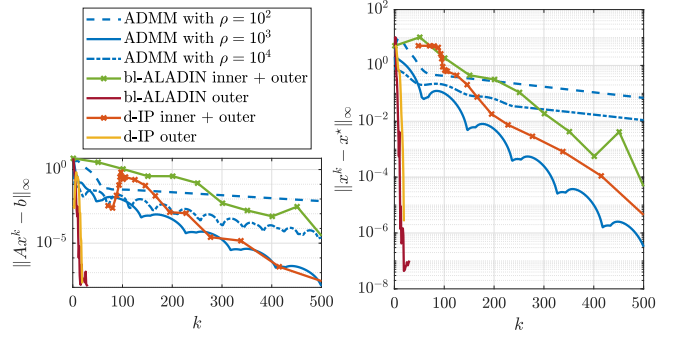 ADMM with ρ = 10²
ADMM with ρ = 10³
ADMM with ρ = 10⁴
bl-ALADIN inner + outer
bl-ALADIN outer
d-IP inner + outer
d-IP outer
‖Axᵏ − b‖∞
10⁰
10⁻⁵
0 100 200 300 400 500
k
‖xᵏ − x⋆‖∞
10²
10⁰
10⁻²
10⁻⁴
10⁻⁶
10⁻⁸
0 100 200 300 400 500
k